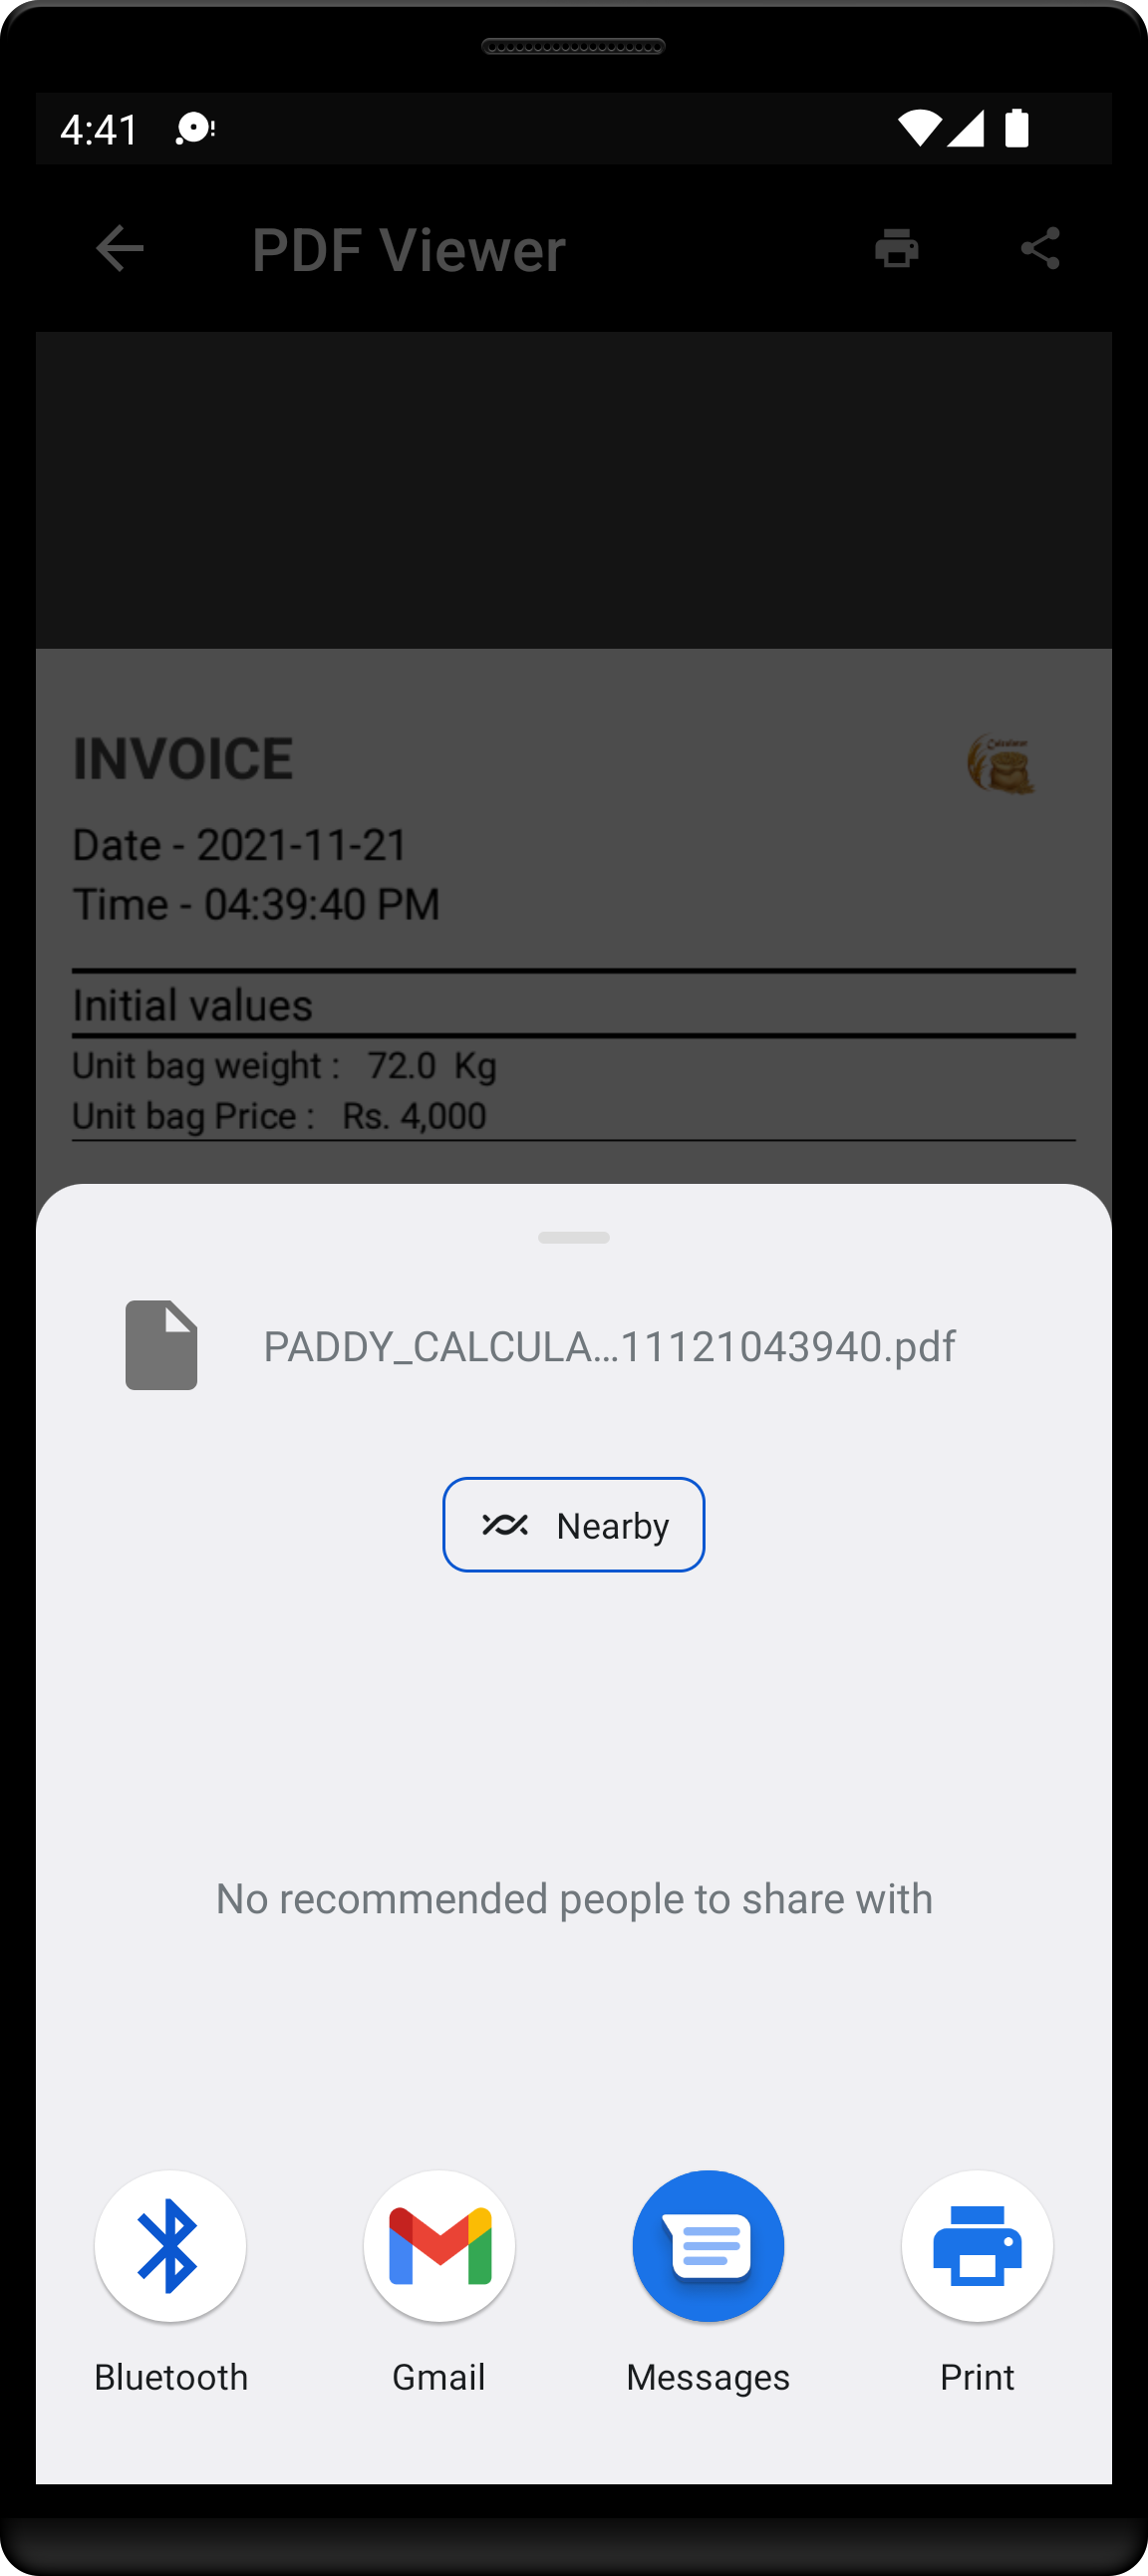 4:41
PDF Viewer
INVOICE
Calculator
Date - 2021-11-21
Time - 04:39:40 PM
Initial values
Unit bag weight : 72.0 Kg
Unit bag Price : Rs. 4,000
PADDY_CALCULA...11121043940.pdf
Nearby
No recommended people to share with
Bluetooth
Gmail
Messages
Print